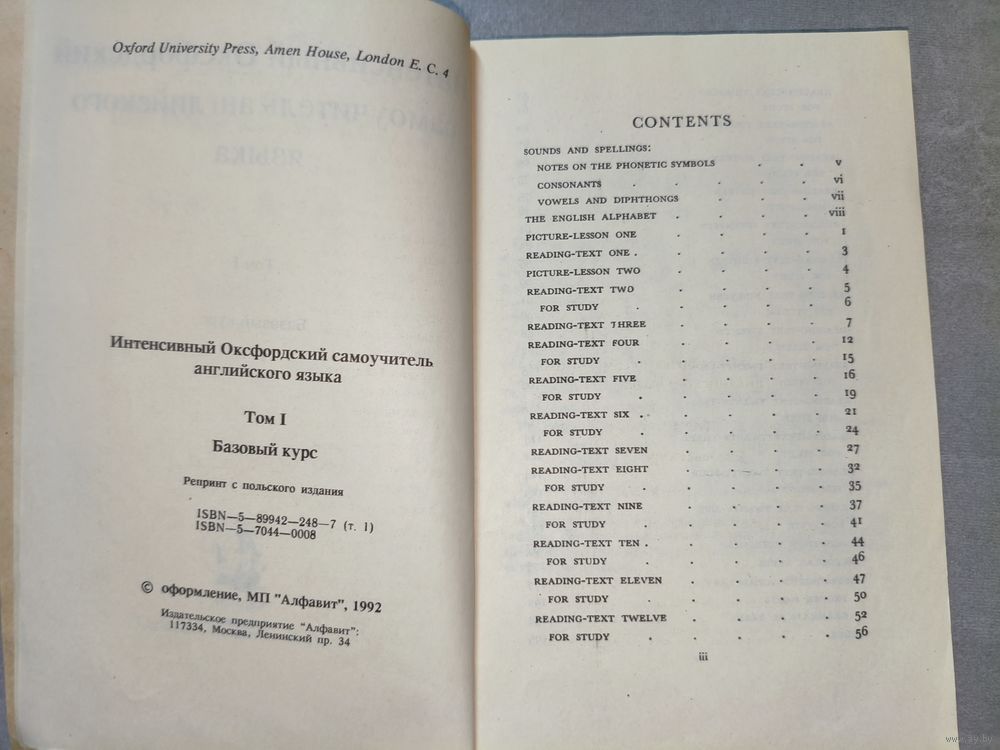 Oxford University Press, Amen House, London E. C. 4
Интенсивный Оксфордский самоучитель
английского языка
Том I
Базовый курс
Репринт с польского издания
ISBN—5—89942—248—7 (т. 1)
ISBN—5—7044—0008
© оформление, МП "Алфавит", 1992
Издательское предприятие "Алфавит":
117334, Москва, Ленинский пр. 34
CONTENTS
SOUNDS AND SPELLINGS:
NOTES ON THE PHONETIC SYMBOLS . . v
CONSONANTS . . . . . vi
VOWELS AND DIPHTHONGS . . . vii
THE ENGLISH ALPHABET . . . . viii
PICTURE-LESSON ONE . . . . 1
READING-TEXT ONE . . . . . 3
PICTURE-LESSON TWO . . . . 4
READING-TEXT TWO . . . . 5
FOR STUDY . . . . . 6
READING-TEXT THREE . . . . 7
READING-TEXT FOUR . . . . 12
FOR STUDY . . . . . 15
READING-TEXT FIVE . . . . 16
FOR STUDY . . . . . 19
READING-TEXT SIX . . . . . 21
FOR STUDY . . . . . 24
READING-TEXT SEVEN . . . . 27
READING-TEXT EIGHT . . . . 32
FOR STUDY . . . . . 35
READING-TEXT NINE . . . . 37
FOR STUDY . . . . . 41
READING-TEXT TEN . . . . . 44
FOR STUDY . . . . . 46
READING-TEXT ELEVEN . . . . 47
FOR STUDY . . . . . 50
READING-TEXT TWELVE . . . . 52
FOR STUDY . . . . . 56
iii